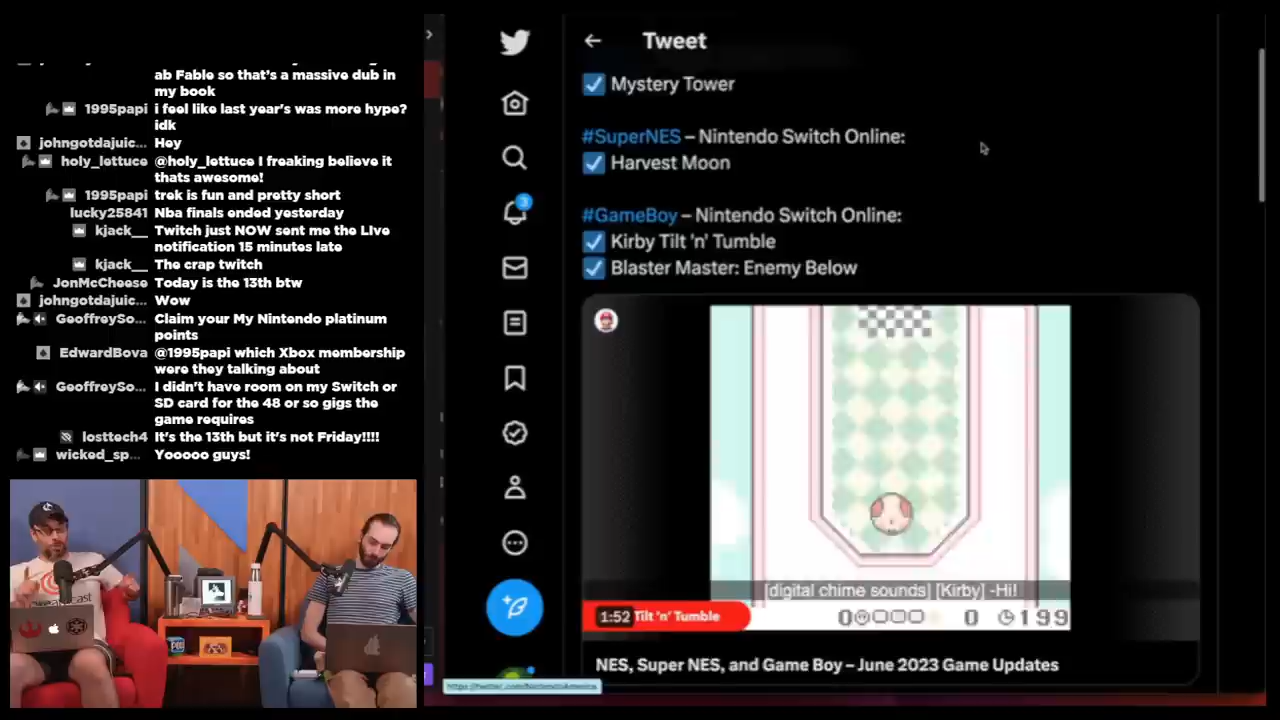 ab Fable so that's a massive dub in
my book
1995papi i feel like last year's was more hype?
idk
johngotdajuic... Hey
holy_lettuce @holy_lettuce I freaking believe it
thats awesome!
1995papi trek is fun and pretty short
lucky25841 Nba finals ended yesterday
kjack__ Twitch just NOW sent me the LIve
notification 15 minutes late
kjack__ The crap twitch
JonMcCheese Today is the 13th btw
johngotdajuic... Wow
GeoffreySo... Claim your My Nintendo platinum
points
EdwardBova @1995papi which Xbox membership
were they talking about
GeoffreySo... I didn't have room on my Switch or
SD card for the 48 or so gigs the
game requires
losttech4 It's the 13th but it's not Friday!!!!
wicked_sp... Yooooo guys!
Tweet
Mystery Tower
#SuperNES – Nintendo Switch Online:
Harvest Moon
#GameBoy – Nintendo Switch Online:
Kirby Tilt 'n' Tumble
Blaster Master: Enemy Below
3
[digital chime sounds] [Kirby] -Hi!
1:52 Tilt 'n' Tumble
0 0 199
NES, Super NES, and Game Boy – June 2023 Game Updates